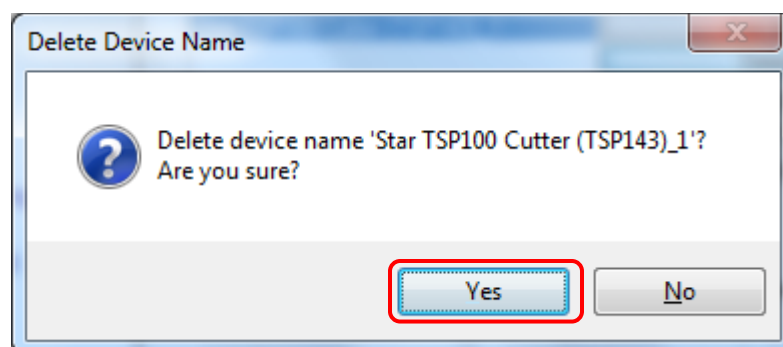 Delete Device Name
Delete device name 'Star TSP100 Cutter (TSP143)_1'?
Are you sure?
Yes
No